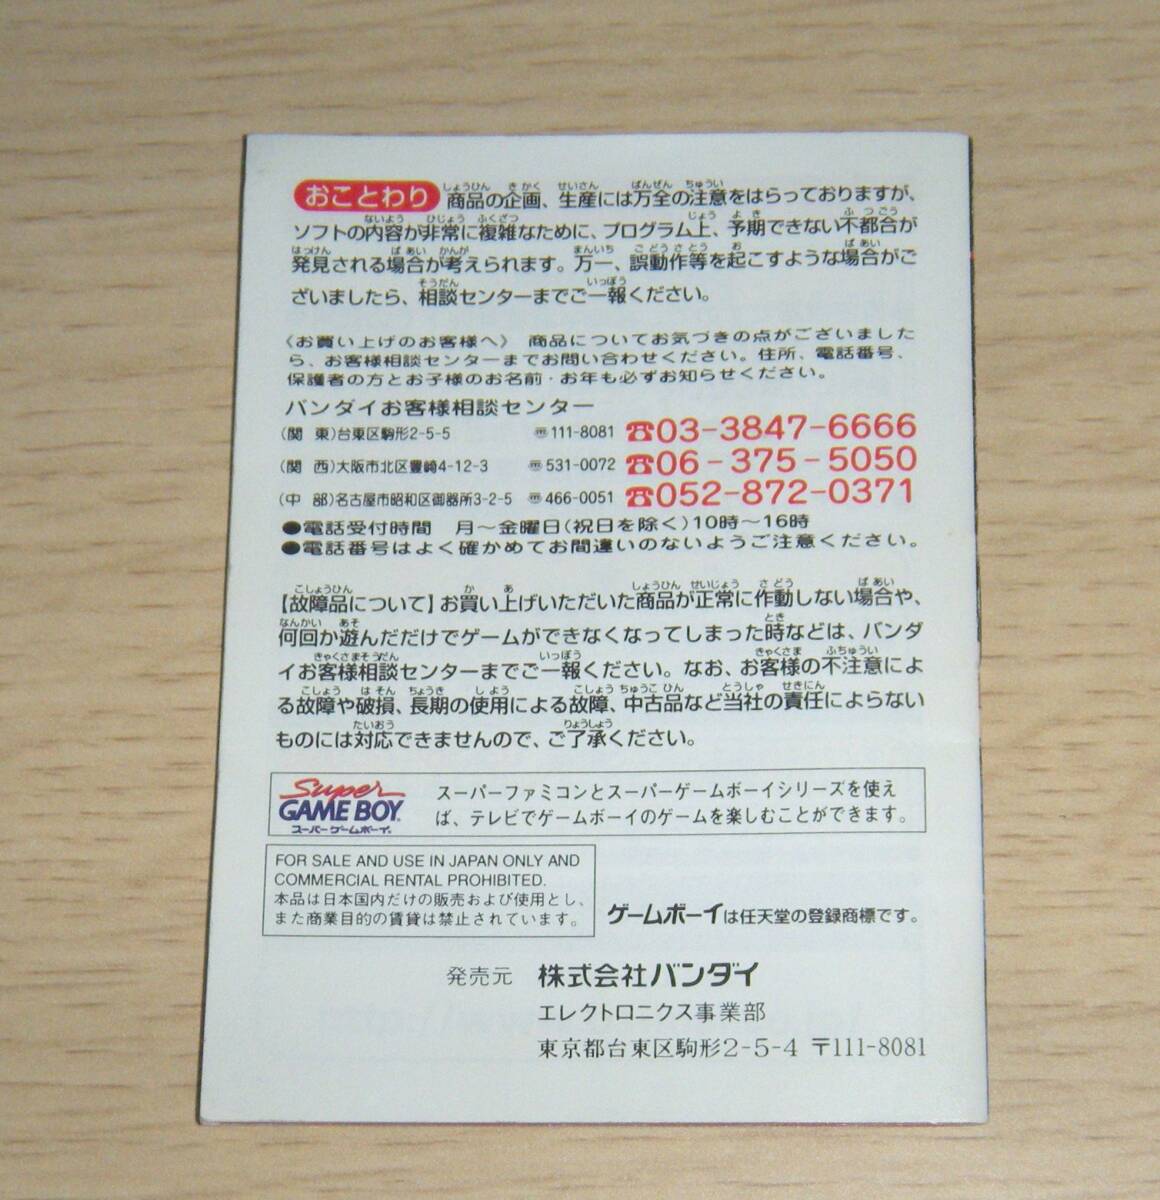 おことわり 商品の企画、生産には万全の注意をはらっておりますが、
ソフトの内容が非常に複雑なために、プログラム上、予期できない不都合が
発見される場合が考えられます。万一、誤動作等を起こすような場合がご
ざいましたら、相談センターまでご一報ください。
〈お買い上げのお客様へ〉 商品についてお気づきの点がございました
ら、お客様相談センターまでお問い合わせください。住所、電話番号、
保護者の方とお子様のお名前・お年も必ずお知らせください。
バンダイお客様相談センター
(関 東)台東区駒形2-5-5 〠111-8081 ☎03-3847-6666
(関 西)大阪市北区豊崎4-12-3 〠531-0072 ☎06-375-5050
(中 部)名古屋市昭和区御器所3-2-5 〠466-0051 ☎052-872-0371
●電話受付時間 月～金曜日(祝日を除く)10時～16時
●電話番号はよく確かめてお間違いのないようご注意ください。
【故障品について】お買い上げいただいた商品が正常に作動しない場合や、
何回か遊んだだけでゲームができなくなってしまった時などは、バンダ
イお客様相談センターまでご一報ください。なお、お客様の不注意によ
る故障や破損、長期の使用による故障、中古品など当社の責任によらない
ものには対応できませんので、ご了承ください。
Super
GAME BOY
スーパーゲームボーイ
スーパーファミコンとスーパーゲームボーイシリーズを使え
ば、テレビでゲームボーイのゲームを楽しむことができます。
FOR SALE AND USE IN JAPAN ONLY AND
COMMERCIAL RENTAL PROHIBITED.
本品は日本国内だけの販売および使用とし、
また商業目的の賃貸は禁止されています。
ゲームボーイは任天堂の登録商標です。
発売元 株式会社バンダイ
エレクトロニクス事業部
東京都台東区駒形2-5-4 〒111-8081